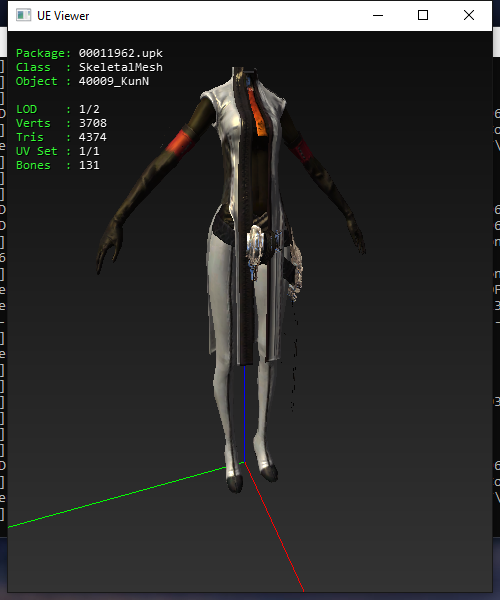 UE Viewer
Package: 00011962.upk
Class  : SkeletalMesh
Object : 40009_KunN
LOD    : 1/2
Verts  : 3708
Tris   : 4374
UV Set : 1/1
Bones  : 131